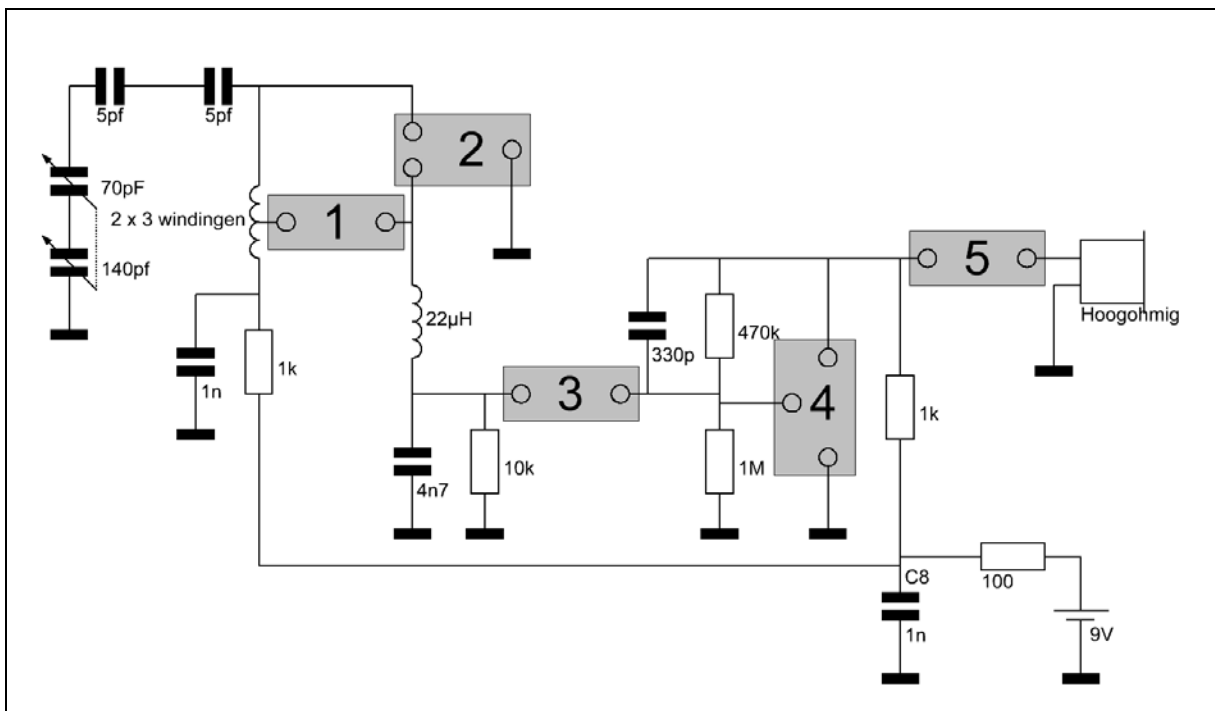 5pf
5pf
2
70pF
2 x 3 windingen
1
5
140pf
Hoogohmig
22µH
470k
330p
1k
1n
3
4
1k
10k
1M
4n7
C8
100
1n
9V